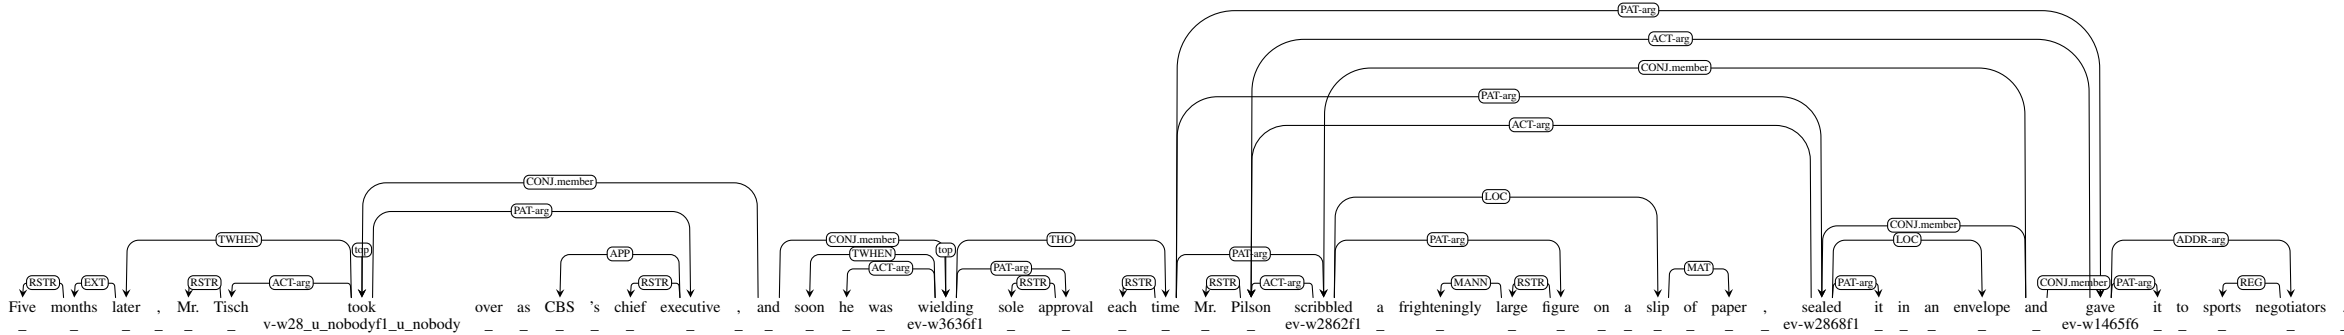 PAT-arg
ACT-arg
CONJ.member
PAT-arg
ACT-arg
CONJ.member
LOC
PAT-arg
CONJ.member
TWHEN CONJ.member THO PAT-arg LOC ADDR-arg
top top
APP TWHEN PAT-arg
ACT-arg PAT-arg
RSTR EXT RSTR ACT-arg RSTR RSTR RSTR RSTR ACT-arg MANN RSTR MAT PAT-arg CONJ.member PAT-arg REG
Five months later , Mr. Tisch took over as CBS 's chief executive , and soon he was wielding sole approval each time Mr. Pilson scribbled a frighteningly large figure on a slip of paper , sealed it in an envelope and gave it to sports negotiators .
_ _ _ _ _ _ v-w28_u_nobodyf1_u_nobody _ _ _ _ _ _ _ _ _ _ _ ev-w3636f1 _ _ _ _ _ _ ev-w2862f1 _ _ _ _ _ _ _ _ _ _ ev-w2868f1 _ _ _ _ _ ev-w1465f6 _ _ _ _